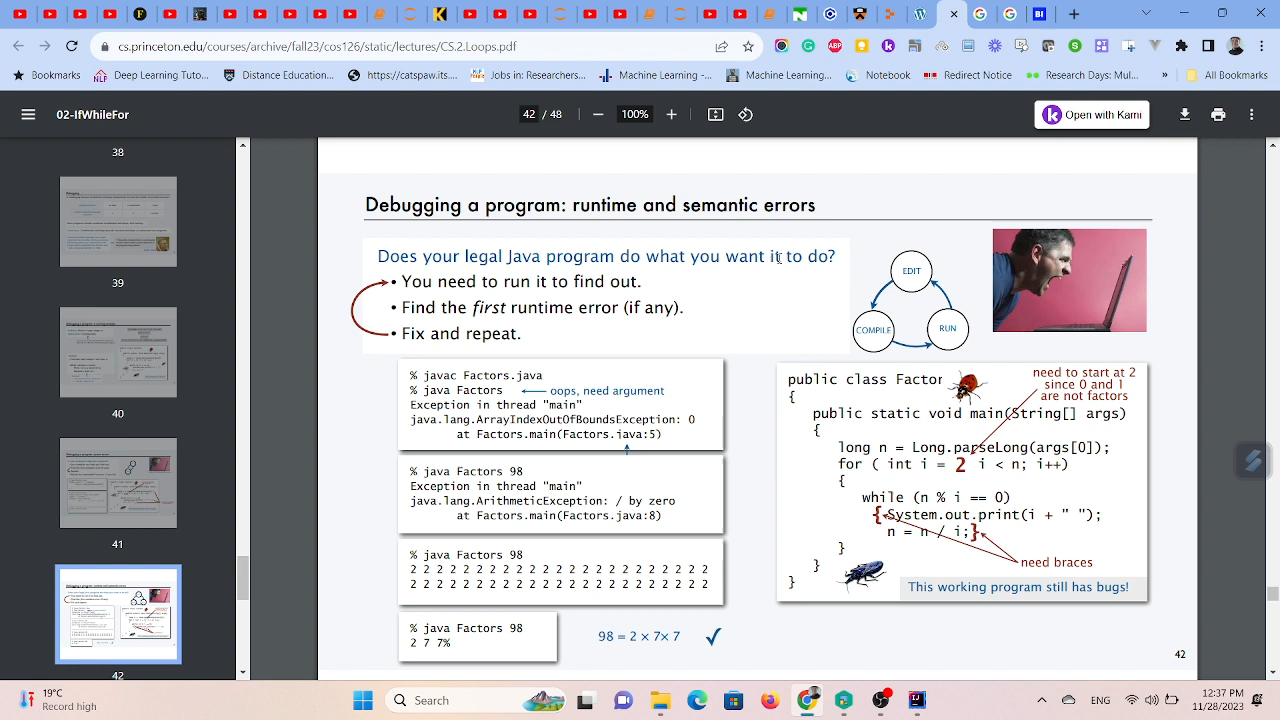 cs.princeton.edu/courses/archive/fall23/cos126/static/lectures/CS.2.Loops.pdf
Bookmarks
Deep Learning Tuto...
Distance Education...
https://catspaw.its....
Jobs in: Researchers...
Machine Learning -...
Machine Learning...
Notebook
Redirect Notice
Research Days: Mul...
»
All Bookmarks
02-IfWhileFor
42 / 48
100%
Open with Kami
38
39
40
41
42
Debugging a program: runtime and semantic errors
Does your legal Java program do what you want it to do?
• You need to run it to find out.
• Find the first runtime error (if any).
• Fix and repeat.
EDIT
COMPILE
RUN
% javac Factors.java
% java Factors
oops, need argument
Exception in thread "main"
java.lang.ArrayIndexOutOfBoundsException: 0
at Factors.main(Factors.java:5)
% java Factors 98
Exception in thread "main"
java.lang.ArithmeticException: / by zero
at Factors.main(Factors.java:8)
% java Factors 98
2 2 2 2 2 2 2 2 2 2 2 2 2 2 2 2 2 2 2 2 2 2 2
2 2 2 2 2 2 2 2 2 2 2 2 2 2 2 2 2 2 2 2 2 2 2
% java Factors 98
2 7 7%
98 = 2 × 7× 7 ✓
need to start at 2
since 0 and 1
are not factors
public class Factor
{
public static void main(String[] args)
{
long n = Long.parseLong(args[0]);
for ( int i = 2 i < n; i++)
{
while (n % i == 0)
{ System.out.print(i + " ");
n = n / i;}
}
need braces
}
}
This working program still has bugs!
42
19°C
Record high
Search
ENG
12:37 PM
11/28/2023